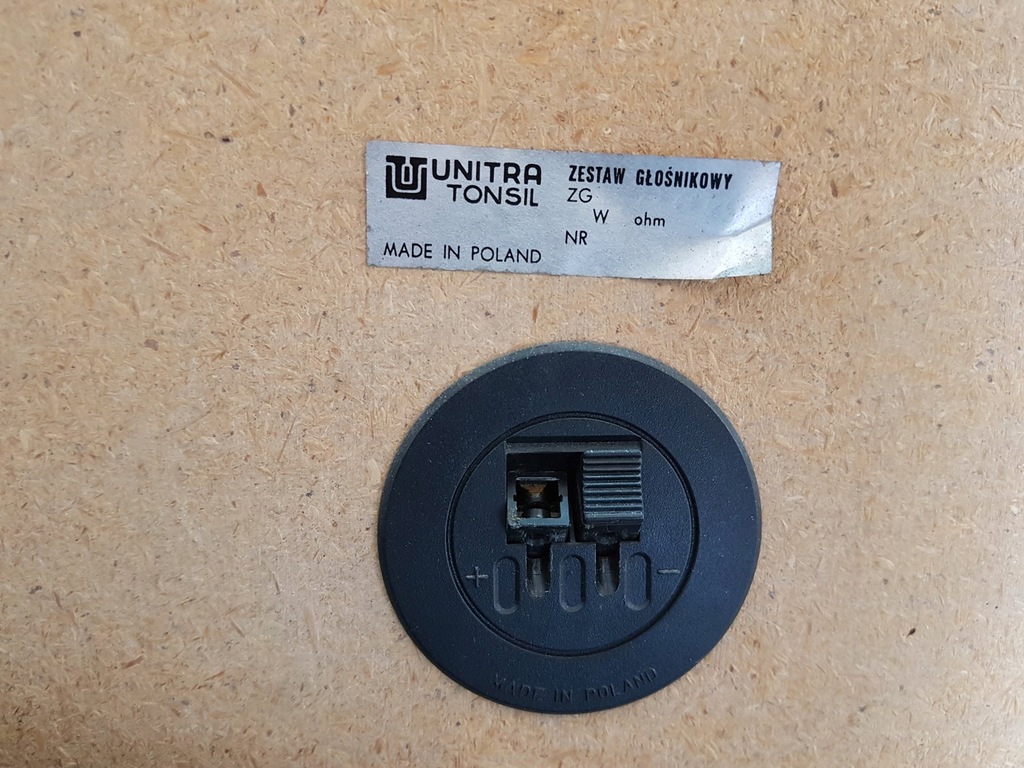 UNITRA
TONSIL
MADE IN POLAND
ZESTAW GŁOŚNIKOWY
ZG
W ohm
NR
+ -
MADE IN POLAND